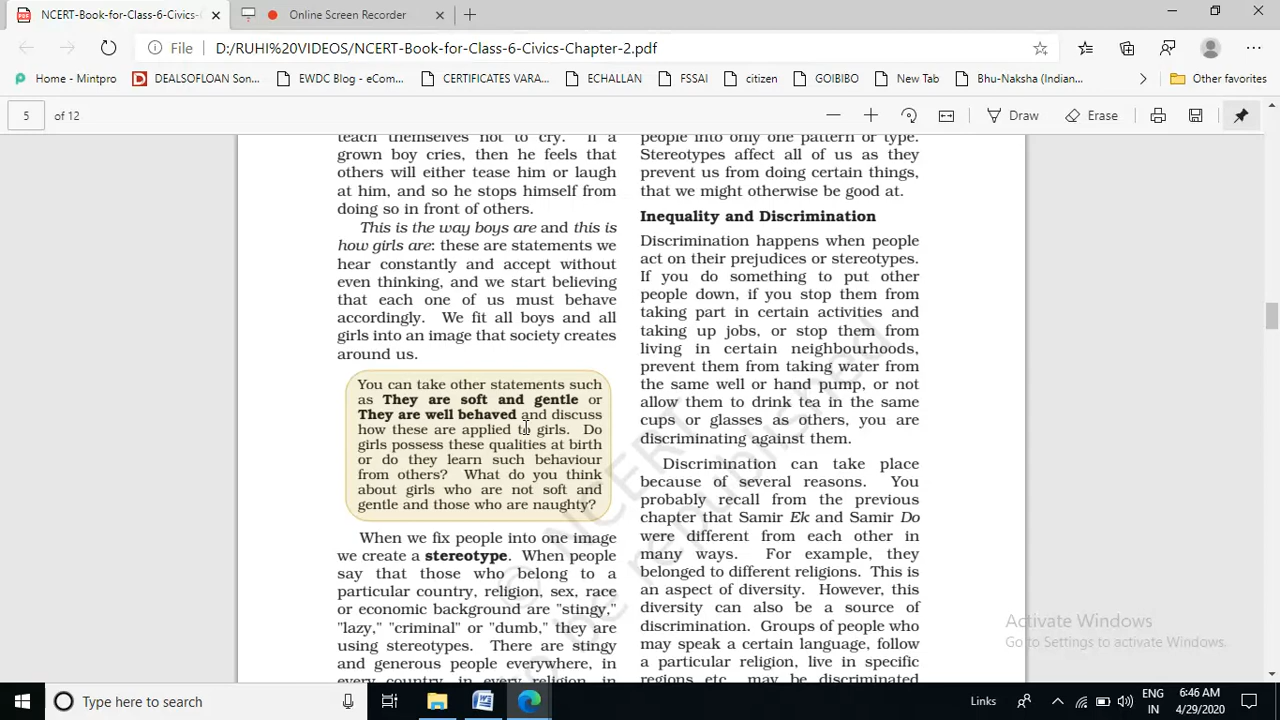 NCERT-Book-for-Class-6-Civics-
Online Screen Recorder
File
D:/RUHI%20VIDEOS/NCERT-Book-for-Class-6-Civics-Chapter-2.pdf
Home - Mintpro
DEALSOFLOAN Son...
EWDC Blog - eCom...
CERTIFICATES VARA...
ECHALLAN
FSSAI
citizen
GOIBIBO
New Tab
Bhu-Naksha (Indian...
Other favorites
5 of 12
Draw
Erase
teach themselves not to cry. If a
grown boy cries, then he feels that
others will either tease him or laugh
at him, and so he stops himself from
doing so in front of others.
This is the way boys are and this is
how girls are: these are statements we
hear constantly and accept without
even thinking, and we start believing
that each one of us must behave
accordingly. We fit all boys and all
girls into an image that society creates
around us.
You can take other statements such
as They are soft and gentle or
They are well behaved and discuss
how these are applied to girls. Do
girls possess these qualities at birth
or do they learn such behaviour
from others? What do you think
about girls who are not soft and
gentle and those who are naughty?
When we fix people into one image
we create a stereotype. When people
say that those who belong to a
particular country, religion, sex, race
or economic background are "stingy,"
"lazy," "criminal" or "dumb," they are
using stereotypes. There are stingy
and generous people everywhere, in
every country, in every religion, in
people into only one pattern or type.
Stereotypes affect all of us as they
prevent us from doing certain things,
that we might otherwise be good at.
Inequality and Discrimination
Discrimination happens when people
act on their prejudices or stereotypes.
If you do something to put other
people down, if you stop them from
taking part in certain activities and
taking up jobs, or stop them from
living in certain neighbourhoods,
prevent them from taking water from
the same well or hand pump, or not
allow them to drink tea in the same
cups or glasses as others, you are
discriminating against them.
Discrimination can take place
because of several reasons. You
probably recall from the previous
chapter that Samir Ek and Samir Do
were different from each other in
many ways. For example, they
belonged to different religions. This is
an aspect of diversity. However, this
diversity can also be a source of
discrimination. Groups of people who
may speak a certain language, follow
a particular religion, live in specific
regions etc., may be discriminated
© NCERT
be republished
Activate Windows
Go to Settings to activate Windows.
Type here to search
Links
ENG
IN
6:46 AM
4/29/2020